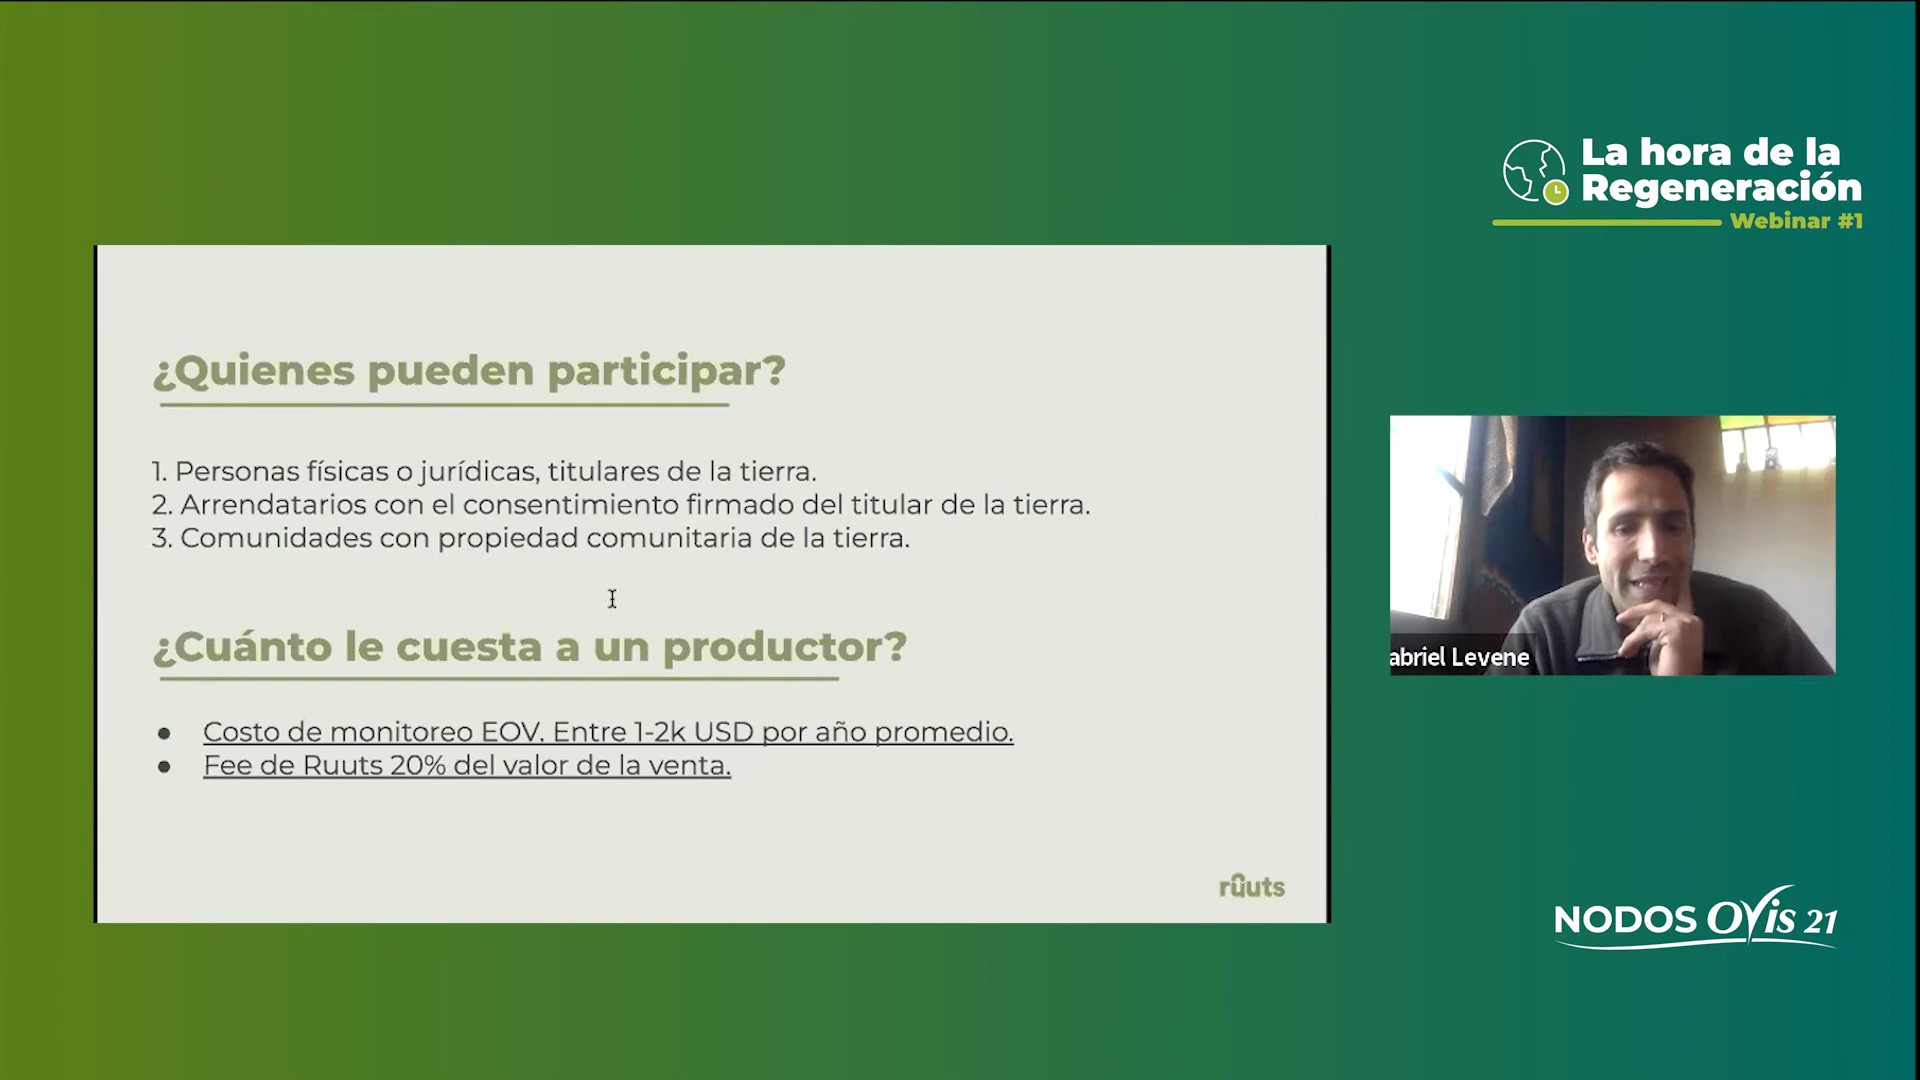 La hora de la
Regeneración
Webinar #1
¿Quienes pueden participar?
1. Personas físicas o jurídicas, titulares de la tierra.
2. Arrendatarios con el consentimiento firmado del titular de la tierra.
3. Comunidades con propiedad comunitaria de la tierra.
¿Cuánto le cuesta a un productor?
● Costo de monitoreo EOV. Entre 1-2k USD por año promedio.
● Fee de Ruuts 20% del valor de la venta.
ruuts
abriel Levene
NODOS Ovis 21